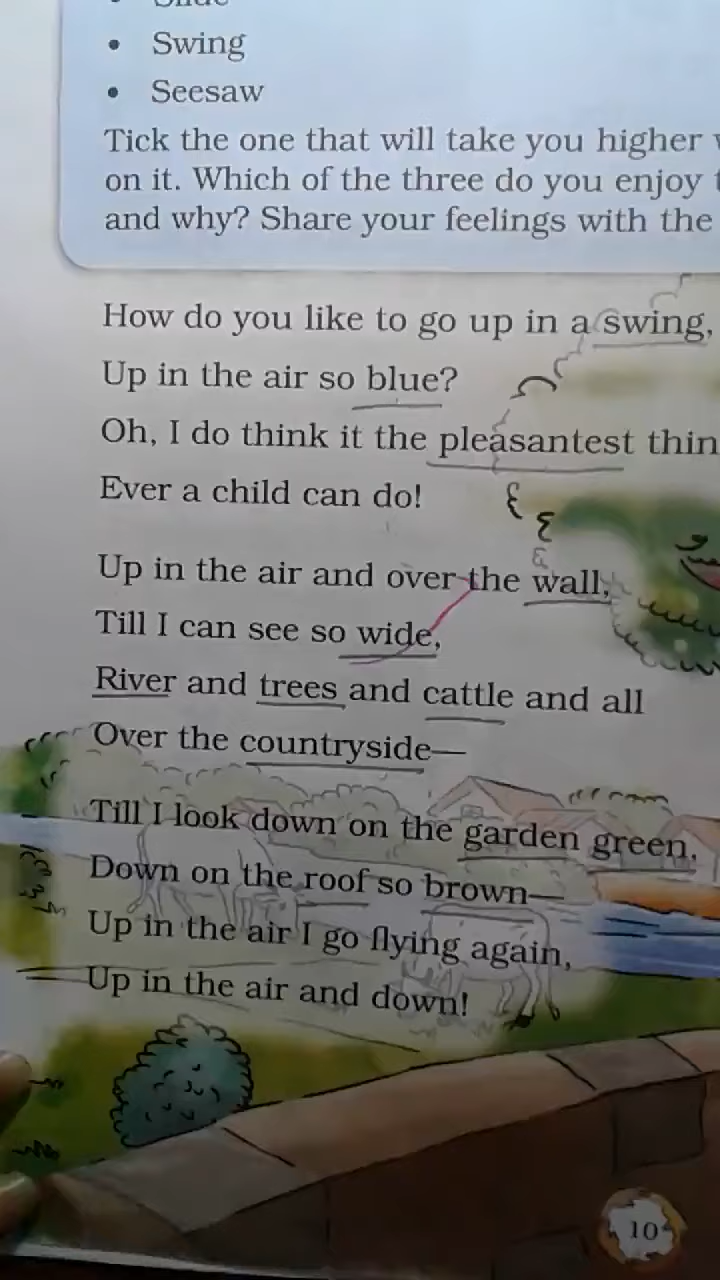 • Swing
• Seesaw
Tick the one that will take you higher
on it. Which of the three do you enjoy
and why? Share your feelings with the
How do you like to go up in a swing,
Up in the air so blue?
Oh, I do think it the pleasantest thin
Ever a child can do!
Up in the air and over the wall,
Till I can see so wide,
River and trees and cattle and all
Over the countryside—
Till I look down on the garden green,
Down on the roof so brown—
Up in the air I go flying again,
Up in the air and down!
10